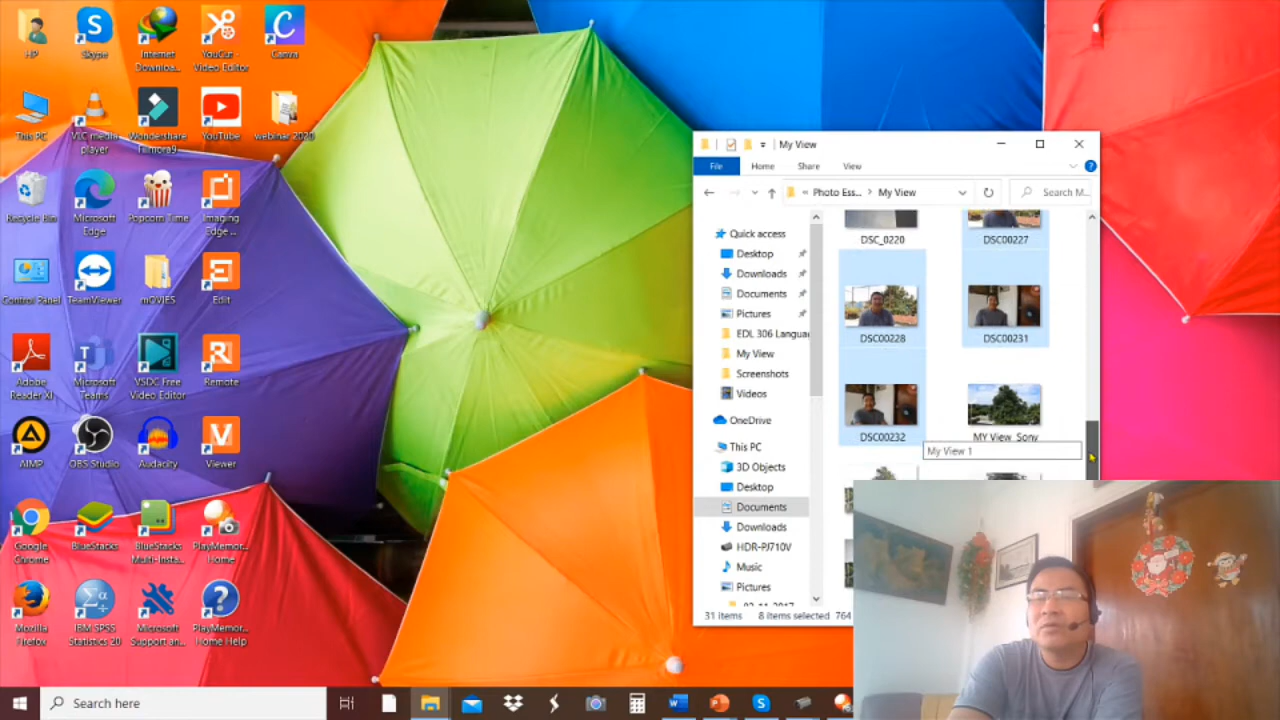 HP
Skype
Internet
Downloa...
YouCut -
Video Editor
Canva
This PC
VLC media
player
Wondershare
Filmora9
YouTube
webinar 2020
Recycle Bin
Microsoft
Edge
Popcorn Time
Imaging
Edge ...
Control Panel
TeamViewer
mOVIES
Edit
Adobe
Reader XI
Microsoft
Teams
VSDC Free
Video Editor
Remote
AIMP
OBS Studio
Audacity
Viewer
Google
Chrome
BlueStacks
BlueStacks
Multi-Insta...
PlayMemor...
Home
Mozilla
Firefox
IBM SPSS
Statistics 20
Microsoft
Support an...
PlayMemor...
Home Help
My View
File
Home
Share
View
« Photo Ess... > My View
Search M...
Quick access
Desktop
Downloads
Documents
Pictures
EDL 306 Langua
My View
Screenshots
Videos
OneDrive
This PC
3D Objects
Desktop
Documents
Downloads
HDR-PJ710V
Music
Pictures
DSC_0220
DSC00227
DSC00228
DSC00231
DSC00232
MY View_Sony
My View 1
31 items
8 items selected 764
Search here